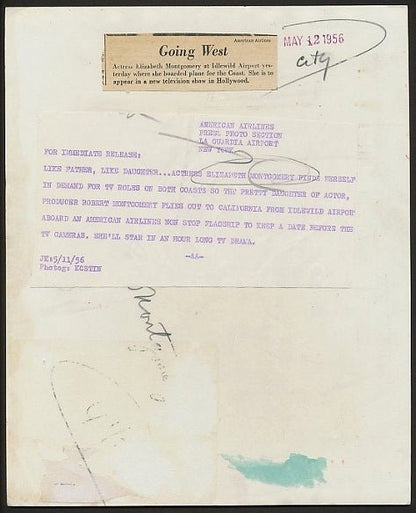 American Airlines
Going West
Actress Elizabeth Montgomery at Idlewild Airport yes-
terday where she boarded plane for the Coast. She is to
appear in a new television show in Hollywood.
MAY 12 1956
city
AMERICAN AIRLINES
PRESS PHOTO SECTION
LA GUARDIA AIRPORT
NEW YORK
FOR IMMEDIATE RELEASE:
LIKE FATHER, LIKE DAUGHTER...ACTRESS ELIZABETH MONTGOMERY FINDS HERSELF
IN DEMAND FOR TV ROLES ON BOTH COASTS SO THE PRETTY DAUGHTER OF ACTOR,
PRODUCER ROBERT MONTGOMERY FLIES OUT TO CALIFORNIA FROM IDLEWILD AIRPORT
ABOARD AN AMERICAN AIRLINES NON STOP FLAGSHIP TO KEEP A DATE BEFORE THE
TV CAMERAS. SHE'LL STAR IN AN HOUR LONG TV DRAMA.
-AA-
JK:5/11/56
Photog: KOSTIN